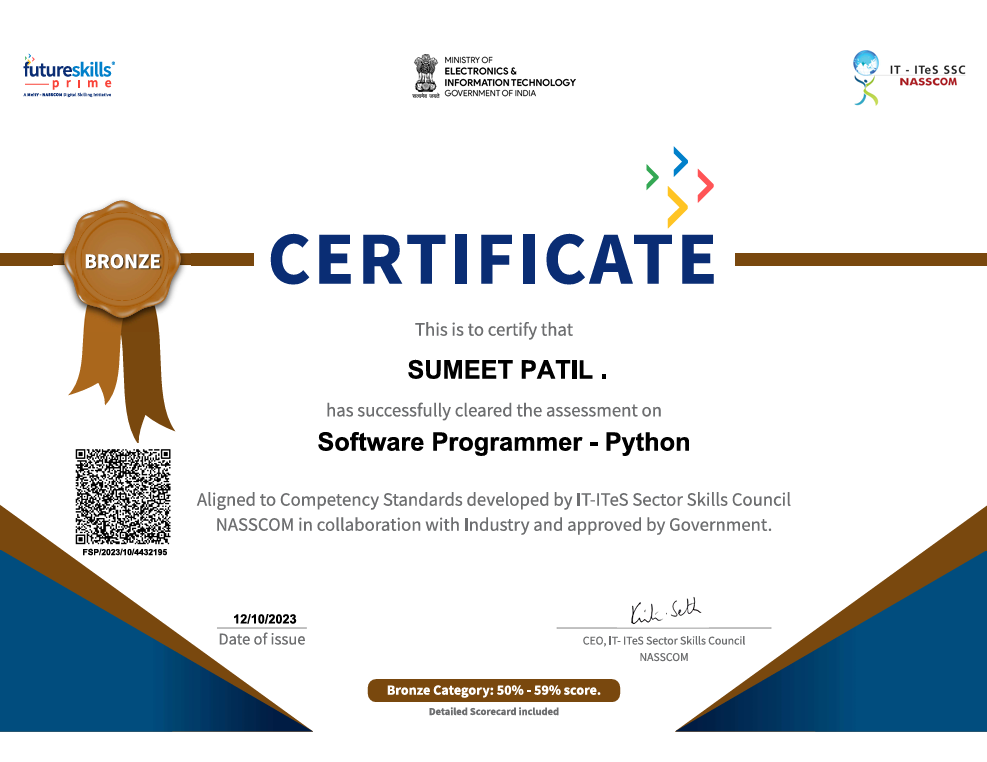 futureskills
prime
A MeitY - NASSCOM Digital Skilling Initiative
सत्यमेव जयते
MINISTRY OF
ELECTRONICS &
INFORMATION TECHNOLOGY
GOVERNMENT OF INDIA
IT - ITeS SSC
NASSCOM
BRONZE
CERTIFICATE
This is to certify that
SUMEET PATIL .
has successfully cleared the assessment on
Software Programmer - Python
Aligned to Competency Standards developed by IT-ITeS Sector Skills Council
NASSCOM in collaboration with Industry and approved by Government.
FSP/2023/10/4432195
12/10/2023
Date of issue
Kirti Seth
CEO, IT- ITeS Sector Skills Council
NASSCOM
Bronze Category: 50% - 59% score.
Detailed Scorecard included